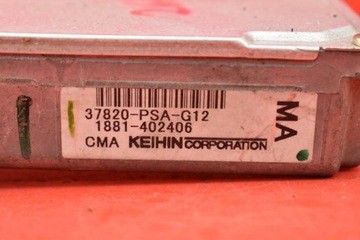 37820-PSA-G12
1881-402406
CMA KEIHIN CORPORATION
MA